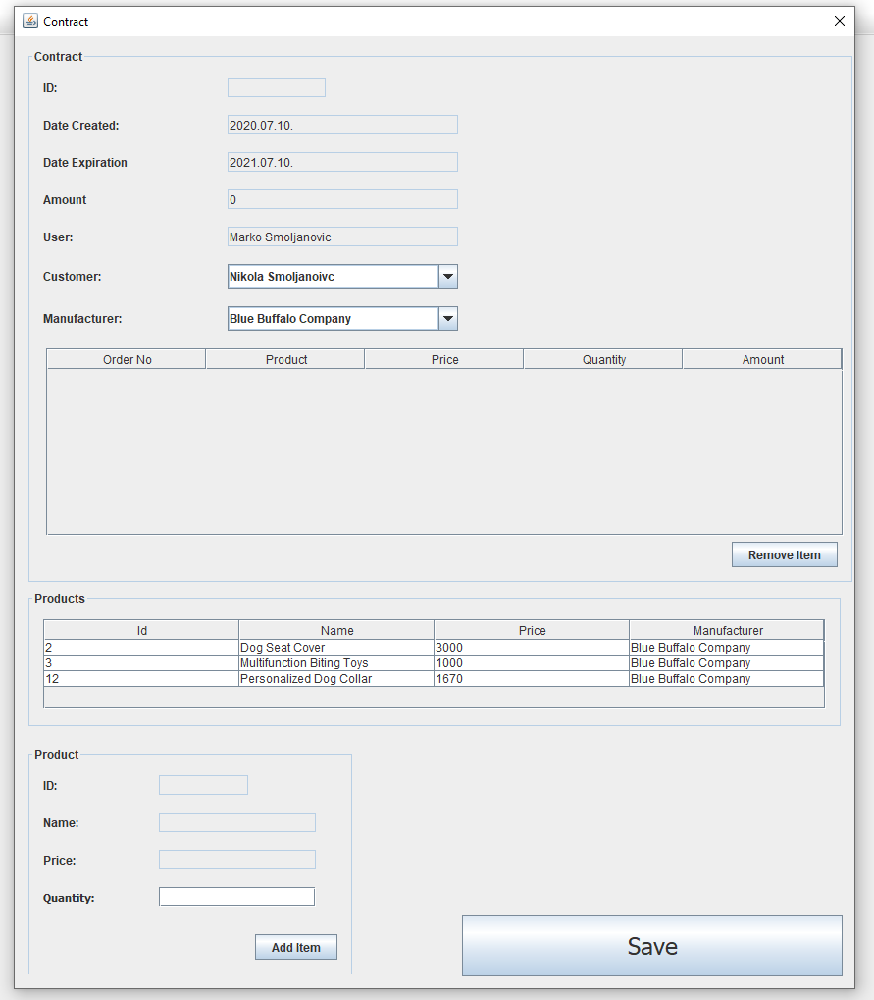 Contract
Contract
ID:
Date Created: 2020.07.10.
Date Expiration 2021.07.10.
Amount 0
User: Marko Smoljanovic
Customer: Nikola Smoljanoivc
Manufacturer: Blue Buffalo Company
Order No Product Price Quantity Amount
Remove Item
Products
Id Name Price Manufacturer
2 Dog Seat Cover 3000 Blue Buffalo Company
3 Multifunction Biting Toys 1000 Blue Buffalo Company
12 Personalized Dog Collar 1670 Blue Buffalo Company
Product
ID:
Name:
Price:
Quantity:
Add Item
Save